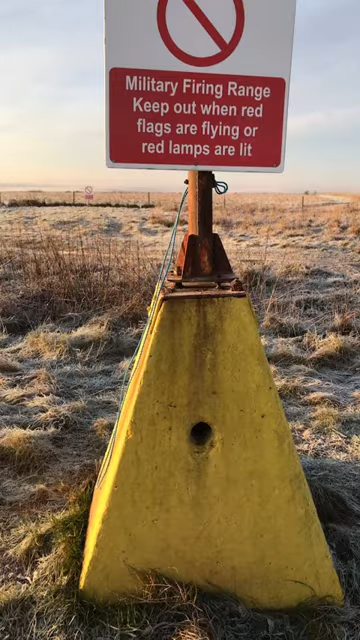 Military Firing Range
Keep out when red
flags are flying or
red lamps are lit